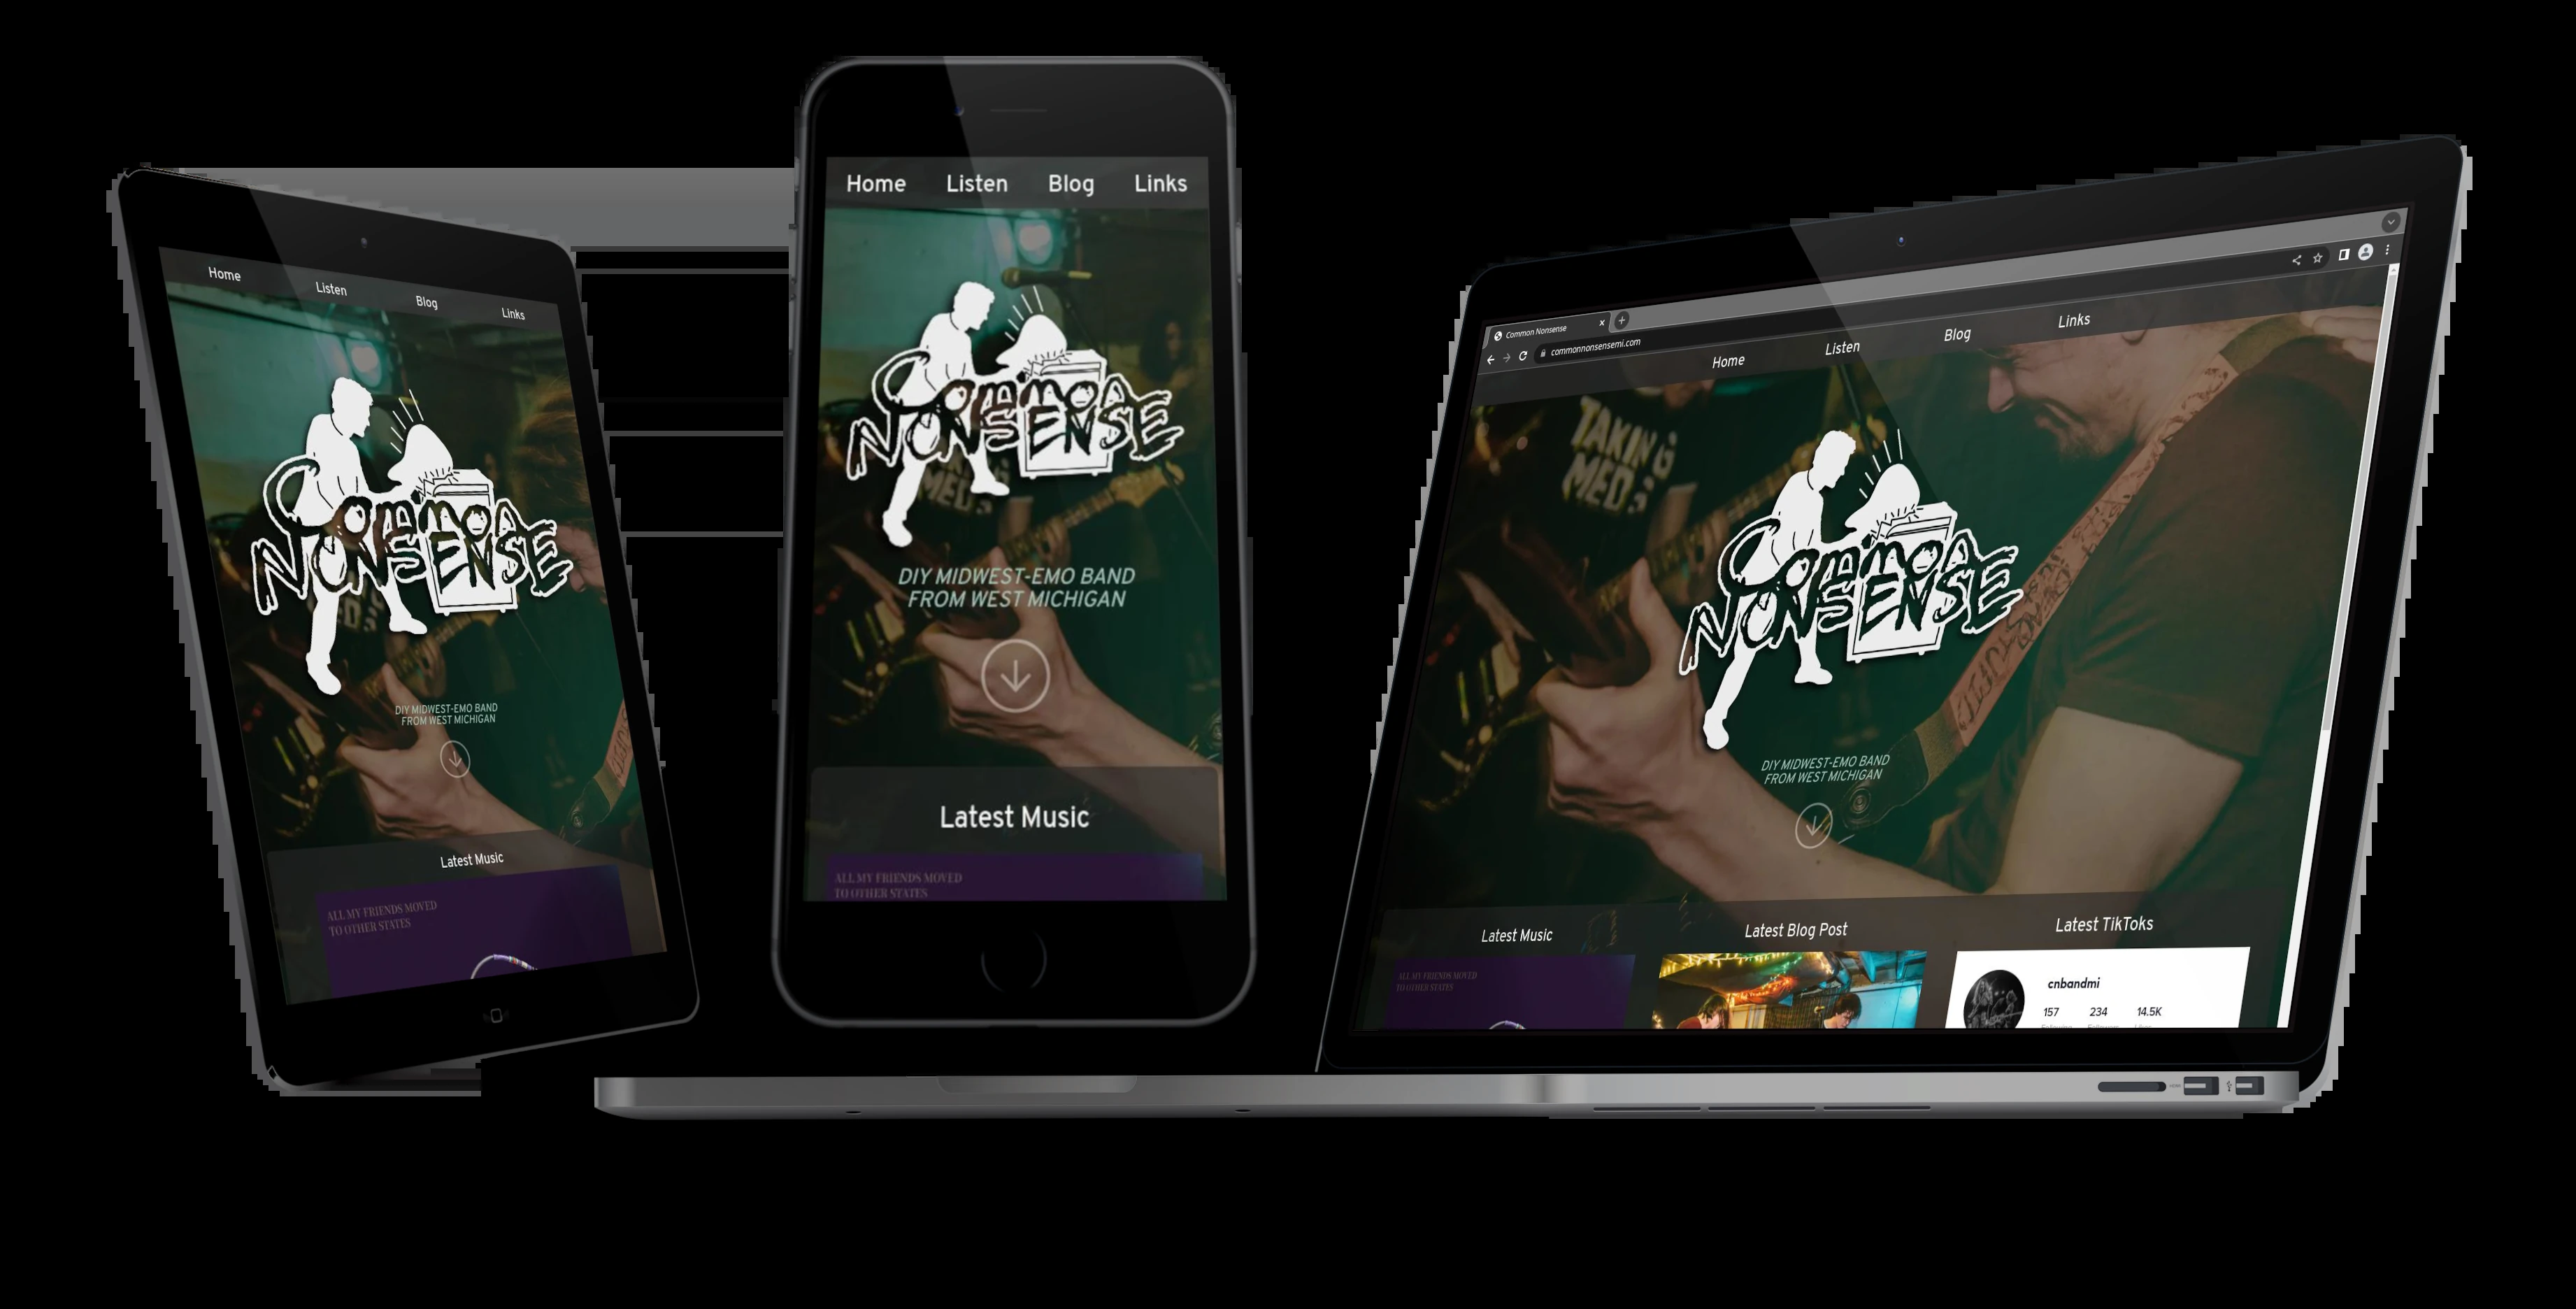 Home
Listen
Blog
Links
COMMON
NONSENSE
DIY MIDWEST-EMO BAND
FROM WEST MICHIGAN
Latest Music
ALL MY FRIENDS MOVED
TO OTHER STATES
Home Listen Blog Links
COMMON
NONSENSE
MED?
DIY MIDWEST-EMO BAND
FROM WEST MICHIGAN
Latest Music
ALL MY FRIENDS MOVED
TO OTHER STATES
Common Nonsense
commonnonsensemi.com
Home Listen Blog Links
TAKING
MED?
COMMON
NONSENSE
DIY MIDWEST-EMO BAND
FROM WEST MICHIGAN
Latest Music Latest Blog Post Latest TikToks
ALL MY FRIENDS MOVED
TO OTHER STATES
cnbandmi
157 234 14.5K